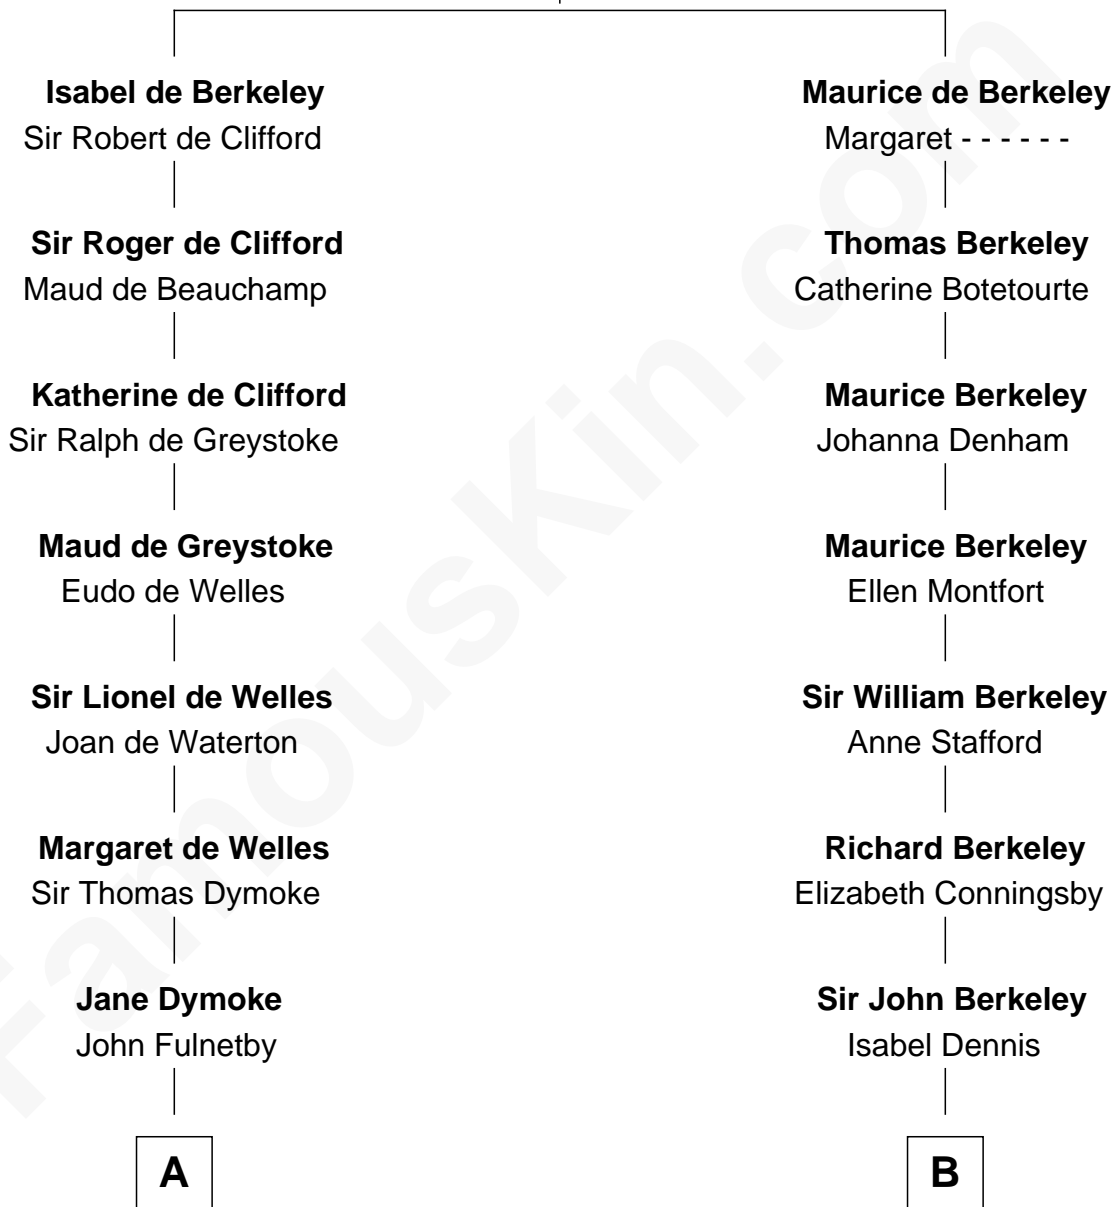 Isabel de Berkeley
Sir Robert de Clifford
Sir Roger de Clifford
Maud de Beauchamp
Katherine de Clifford
Sir Ralph de Greystoke
Maud de Greystoke
Eudo de Welles
Sir Lionel de Welles
Joan de Waterton
Margaret de Welles
Sir Thomas Dymoke
Jane Dymoke
John Fulnetby
A
Maurice de Berkeley
Margaret - - - - - -
Thomas Berkeley
Catherine Botetourte
Maurice Berkeley
Johanna Denham
Maurice Berkeley
Ellen Montfort
Sir William Berkeley
Anne Stafford
Richard Berkeley
Elizabeth Conningsby
Sir John Berkeley
Isabel Dennis
B
FamousKin.com